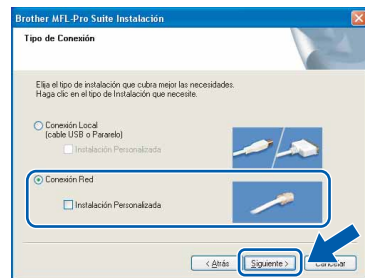 Brother MFL-Pro Suite Instalación
Tipo de Conexión
Elija el tipo de instalación que cubra mejor las necesidades.
Haga clic en el tipo de Instalación que necesite.
Conexión Local
(cable USB o Pararelo)
Instalación Personalizada
Conexión Red
Instalación Personalizada
< Atrás
Siguiente >
Cancelar